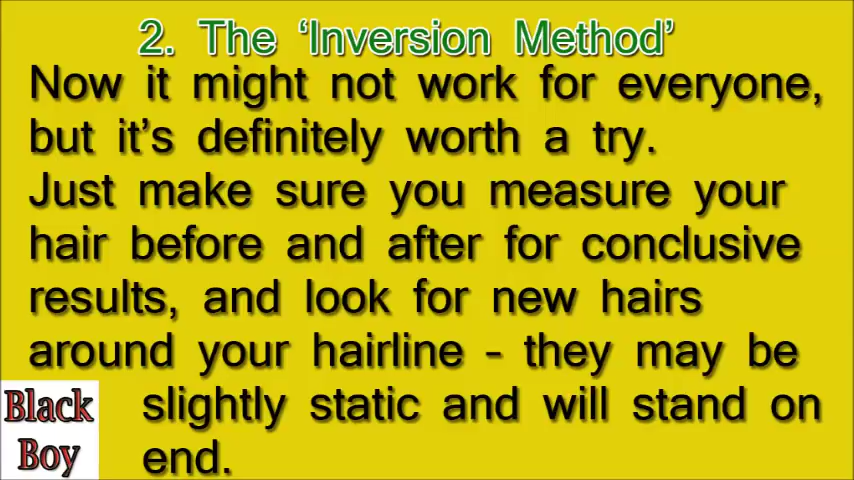 2. The ‘Inversion Method’
Now it might not work for everyone,
but it’s definitely worth a try.
Just make sure you measure your
hair before and after for conclusive
results, and look for new hairs
around your hairline - they may be
slightly static and will stand on
end.
Black
Boy